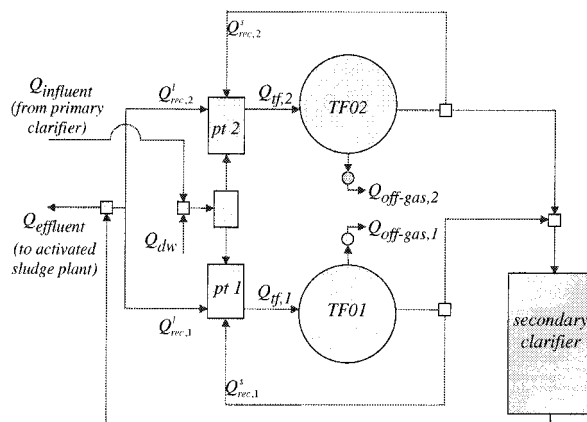 Q^s_rec,2
Q_influent
(from primary
clarifier)
Q^l_rec,2
pt 2
Q_tf,2
TF02
Q_off-gas,2
Q_effluent
(to activated
sludge plant)
Q_dw
Q_off-gas,1
pt 1
Q_tf,1
TF01
Q^l_rec,1
Q^s_rec,1
secondary
clarifier